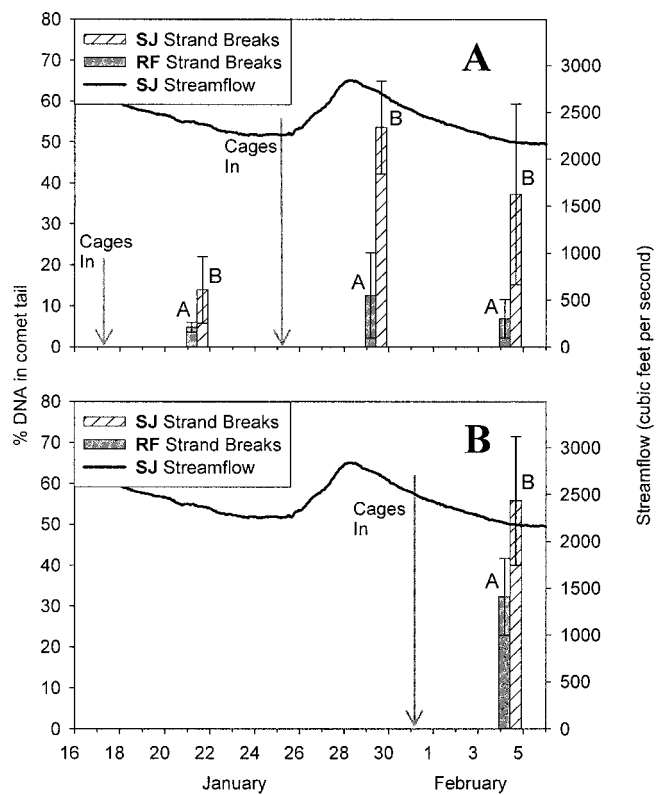 80
70
60
50
40
30
20
10
0
SJ Strand Breaks
RF Strand Breaks
SJ Streamflow
A
3000
2500
2000
1500
1000
500
0
Cages
In
Cages
In
A
B
A
B
A
B
% DNA in comet tail
Streamflow (cubic feet per second)
80
70
60
50
40
30
20
10
0
SJ Strand Breaks
RF Strand Breaks
SJ Streamflow
B
3000
2500
2000
1500
1000
500
0
Cages
In
A
B
16 18 20 22 24 26 28 30 1 3 5
January February